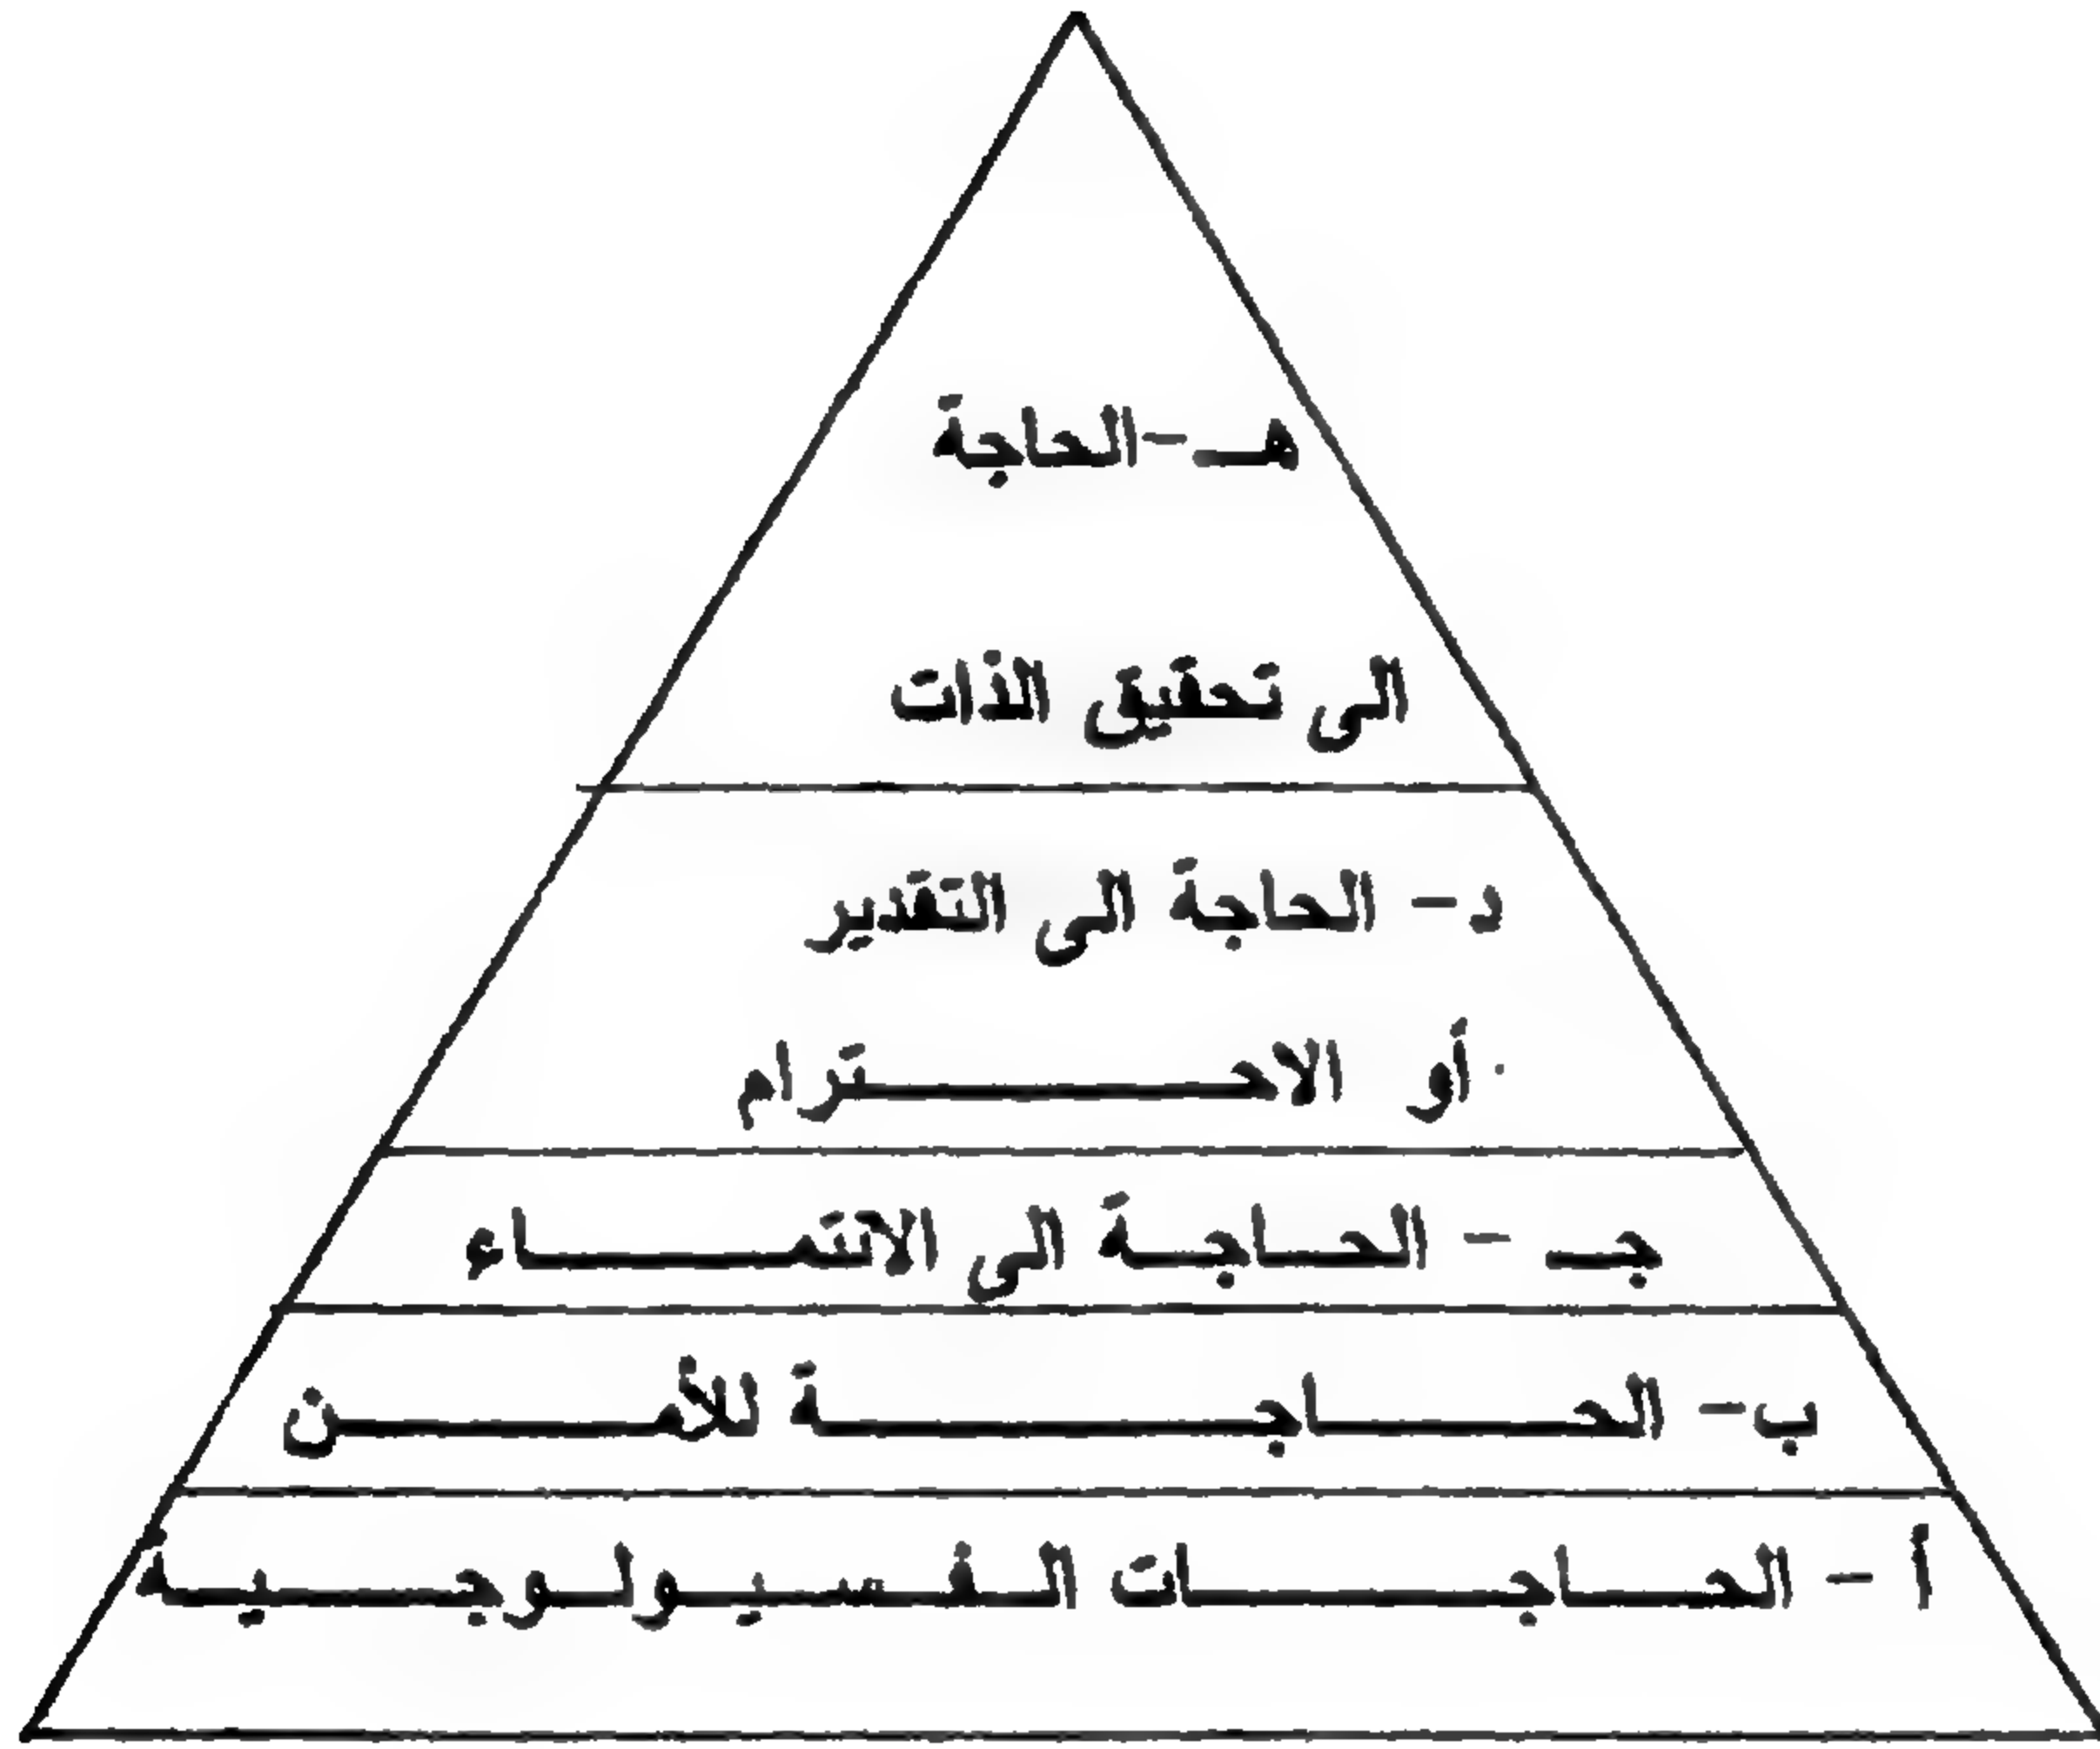 هـ-الحاجة
الى تحقيق الذات
د- الحاجة الى التقدير
أو الاحترام
جـ - الحاجة الى الانتماء
ب- الحاجة للأمن
أ - الحاجات الفسيولوجية